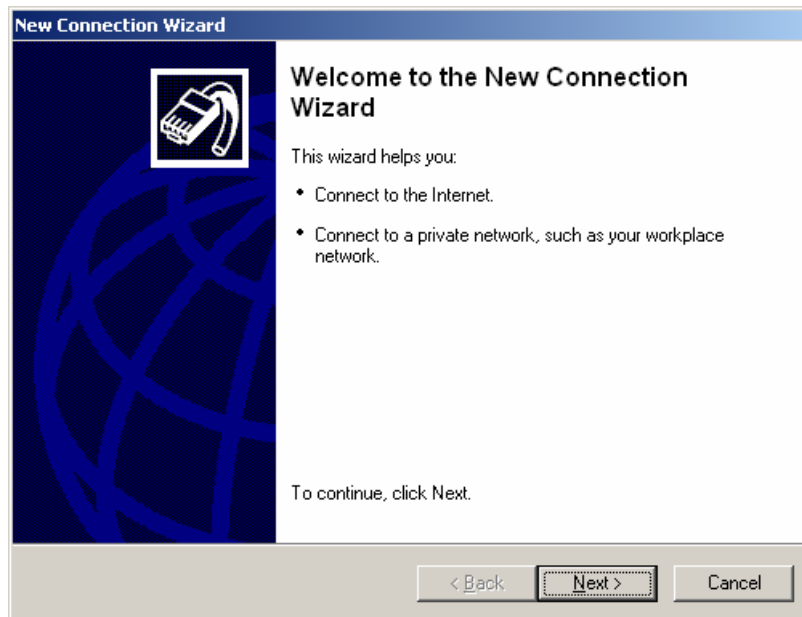 New Connection Wizard
Welcome to the New Connection
Wizard
This wizard helps you:
• Connect to the Internet.
• Connect to a private network, such as your workplace
network.
To continue, click Next.
< Back Next > Cancel